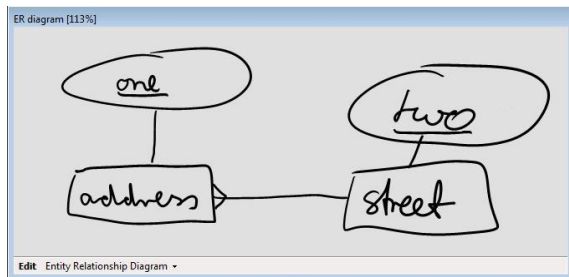 ER diagram [113%]
one
two
address
street
Edit Entity Relationship Diagram